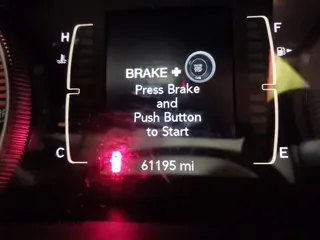 H
F
BRAKE +
Press Brake
and
Push Button
to Start
C
E
61195 mi